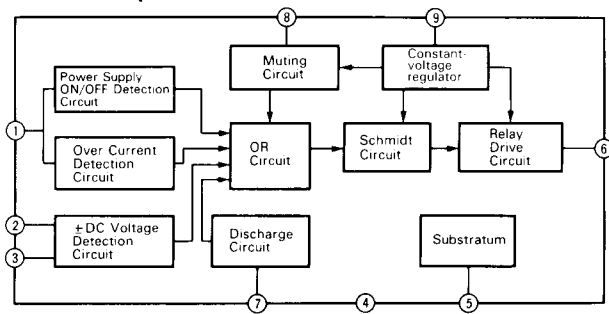 8
9
Power Supply
ON/OFF Detection
Circuit
Muting
Circuit
Constant-
voltage
regulator
1
Over Current
Detection
Circuit
OR
Circuit
Schmidt
Circuit
Relay
Drive
Circuit
6
2
3
±DC Voltage
Detection
Circuit
Discharge
Circuit
Substratum
7
4
5